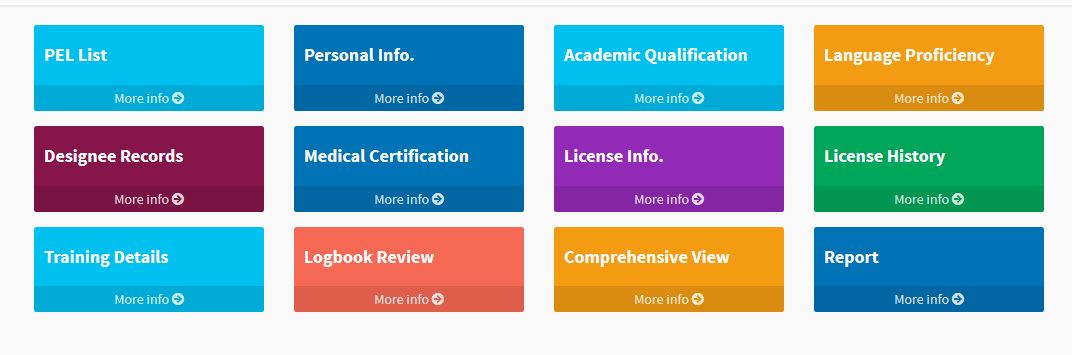 PEL List
More info
Personal Info.
More info
Academic Qualification
More info
Language Proficiency
More info
Designee Records
More info
Medical Certification
More info
License Info.
More info
License History
More info
Training Details
More info
Logbook Review
More info
Comprehensive View
More info
Report
More info